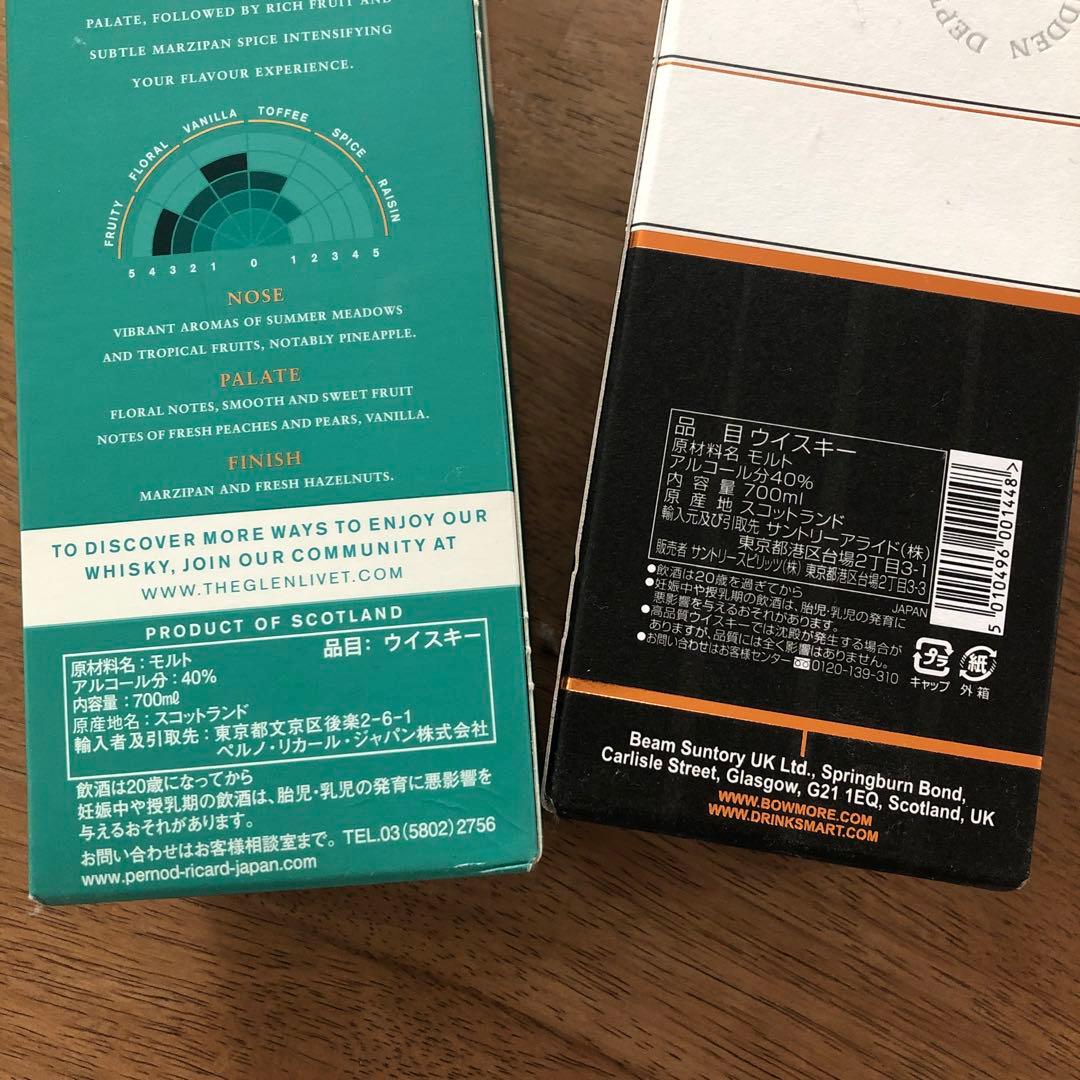 PALATE, FOLLOWED BY RICH FRUIT AND
SUBTLE MARZIPAN SPICE INTENSIFYING
YOUR FLAVOUR EXPERIENCE.
FRUITY FLORAL VANILLA TOFFEE SPICE RAISIN
5 4 3 2 1 0 1 2 3 4 5
NOSE
VIBRANT AROMAS OF SUMMER MEADOWS
AND TROPICAL FRUITS, NOTABLY PINEAPPLE.
PALATE
FLORAL NOTES, SMOOTH AND SWEET FRUIT
NOTES OF FRESH PEACHES AND PEARS, VANILLA.
FINISH
MARZIPAN AND FRESH HAZELNUTS.
TO DISCOVER MORE WAYS TO ENJOY OUR
WHISKY, JOIN OUR COMMUNITY AT
WWW.THEGLENLIVET.COM
PRODUCT OF SCOTLAND
品目：ウイスキー
原材料名：モルト
アルコール分：40%
内容量：700mℓ
原産地名：スコットランド
輸入者及び引取先：東京都文京区後楽2-6-1
ペルノ・リカール・ジャパン株式会社
飲酒は20歳になってから
妊娠中や授乳期の飲酒は、胎児・乳児の発育に悪影響を
与えるおそれがあります。
お問い合わせはお客様相談室まで。TEL.03(5802)2756
www.pernod-ricard-japan.com
DEPT
品 目 ウイスキー
原材料名 モルト
アルコール分40%
内 容 量 700ml
原 産 地 スコットランド
輸入元及び引取先 サントリーアライド(株)
東京都港区台場2丁目3-1
販売者 サントリースピリッツ(株) 東京都港区台場2丁目3-3
●飲酒は20歳を過ぎてから
JAPAN
●妊娠中や授乳期の飲酒は、胎児・乳児の発育に
悪影響を与えるおそれがあります。
●高品質ウイスキーでは沈殿が発生する場合が
ありますが、品質には全く影響はありません。
●お問い合わせはお客様センター 0120-139-310
プラ
キャップ
紙
外箱
5 010496 001448>
Beam Suntory UK Ltd., Springburn Bond,
Carlisle Street, Glasgow, G21 1EQ, Scotland, UK
WWW.BOWMORE.COM
WWW.DRINKSMART.COM